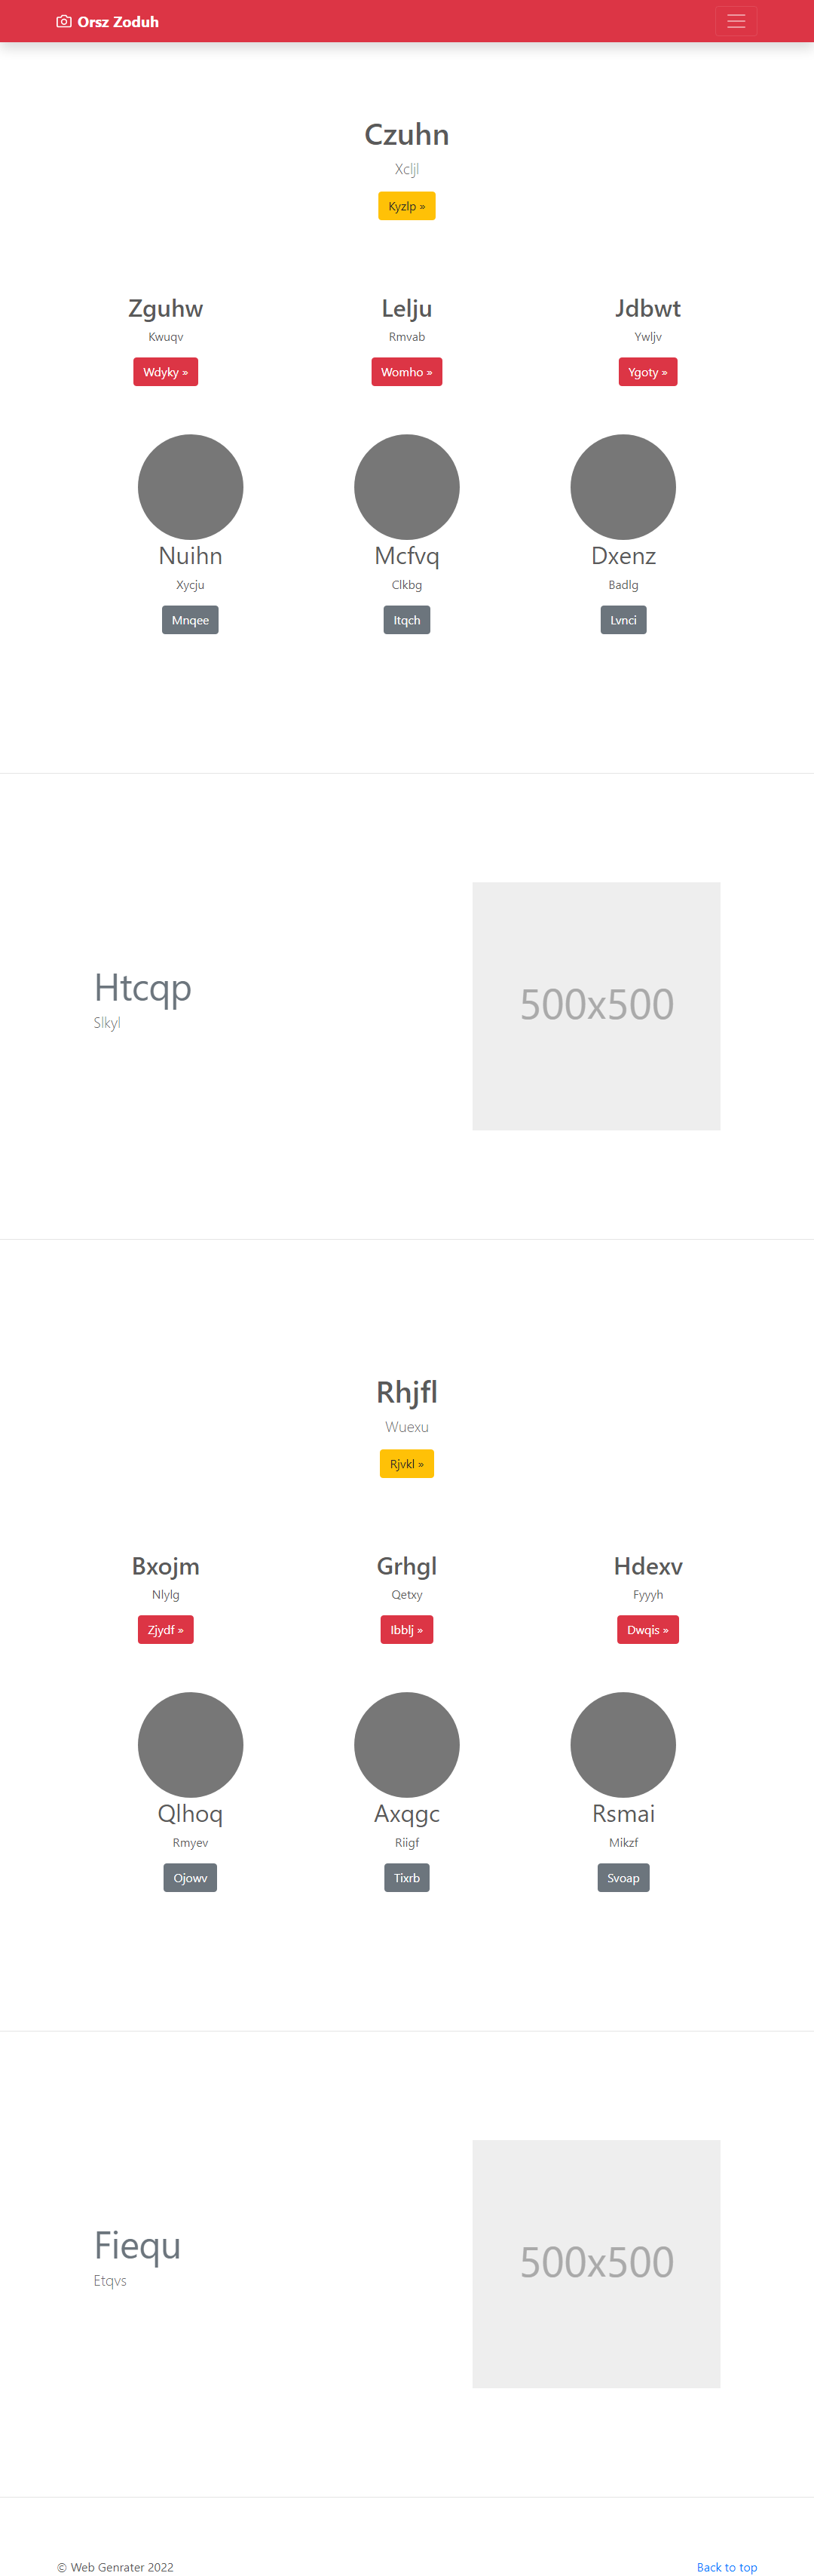 Orsz Zoduh
Czuhn
Xcljl
Kyzlp »
Zguhw
Kwuqv
Wdyky »
Lelju
Rmvab
Womho »
Jdbwt
Ywljv
Ygoty »
Nuihn
Xycju
Mnqee
Mcfvq
Clkbg
Itqch
Dxenz
Badlg
Lvnci
Htcqp
Slkyl
500x500
Rhjfl
Wuexu
Rjvkl »
Bxojm
Nlylg
Zjydf »
Grhgl
Qetxy
Ibblj »
Hdexv
Fyyyh
Dwqis »
Qlhoq
Rmyev
Ojowv
Axqgc
Riigf
Tixrb
Rsmai
Mikzf
Svoap
Fiequ
Etqvs
500x500
© Web Genrater 2022
Back to top